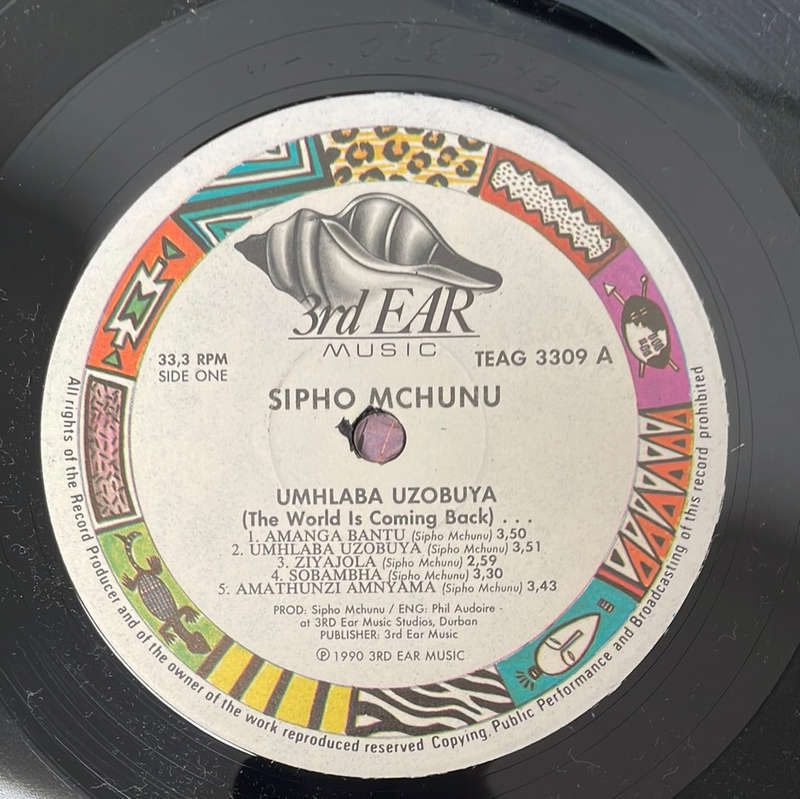 3rd EAR
MUSIC
33,3 RPM
SIDE ONE
TEAG 3309 A
SIPHO MCHUNU
UMHLABA UZOBUYA
(The World Is Coming Back) . . .
1. AMANGA BANTU (Sipho Mchunu) 3,50
2. UMHLABA UZOBUYA (Sipho Mchunu) 3,51
3. ZIYAJOLA (Sipho Mchunu) 2,59
4. SOBAMBHA (Sipho Mchunu) 3,30
5. AMATHUNZI AMNYAMA (Sipho Mchunu) 3,43
PROD: Sipho Mchunu / ENG: Phil Audoire -
at 3RD Ear Music Studios, Durban
PUBLISHER: 3rd Ear Music
℗ 1990 3RD EAR MUSIC
All rights of the Record Producer and of the owner of the work reproduced reserved Copying, Public Performance and Broadcasting of this record prohibited